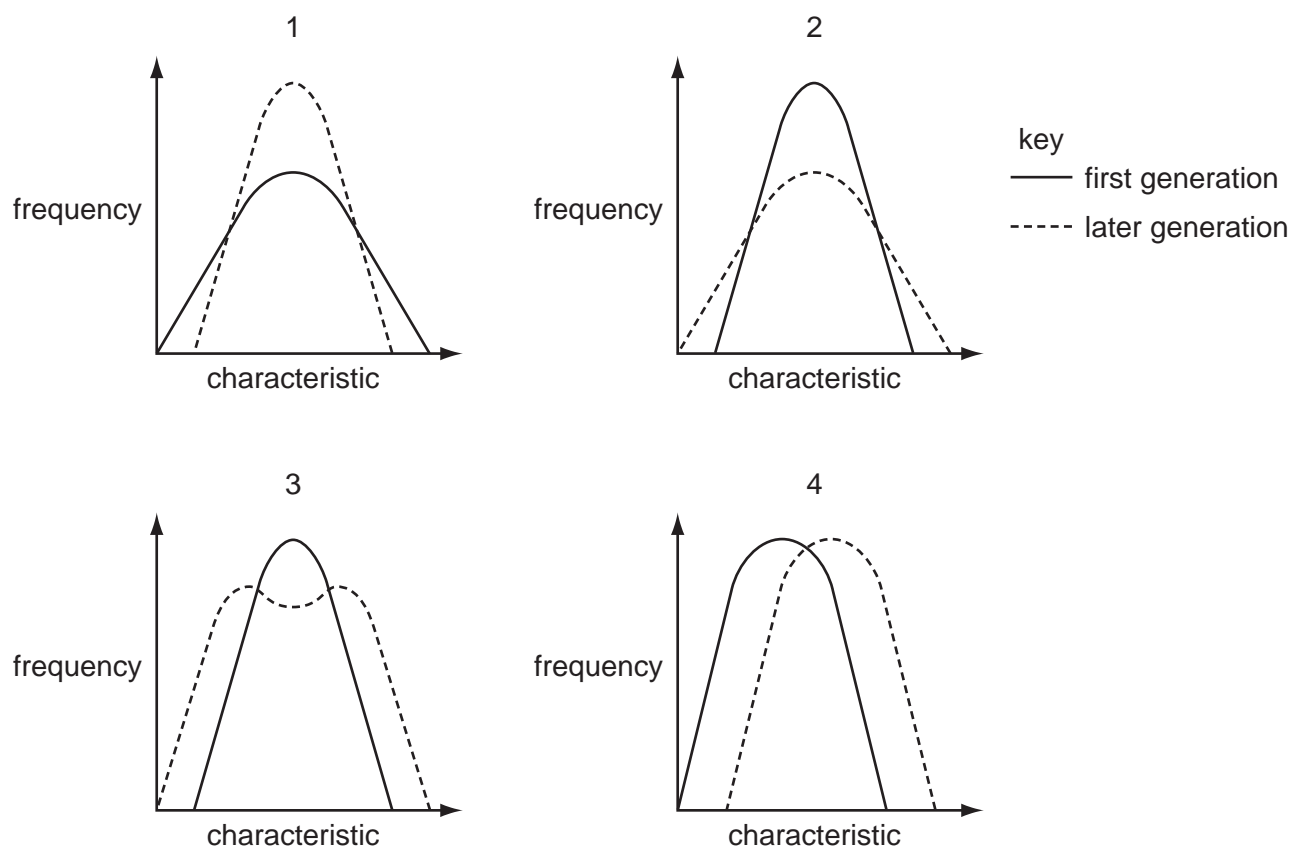 1
2
frequency
characteristic
frequency
characteristic
key
first generation
later generation
3
4
frequency
characteristic
frequency
characteristic